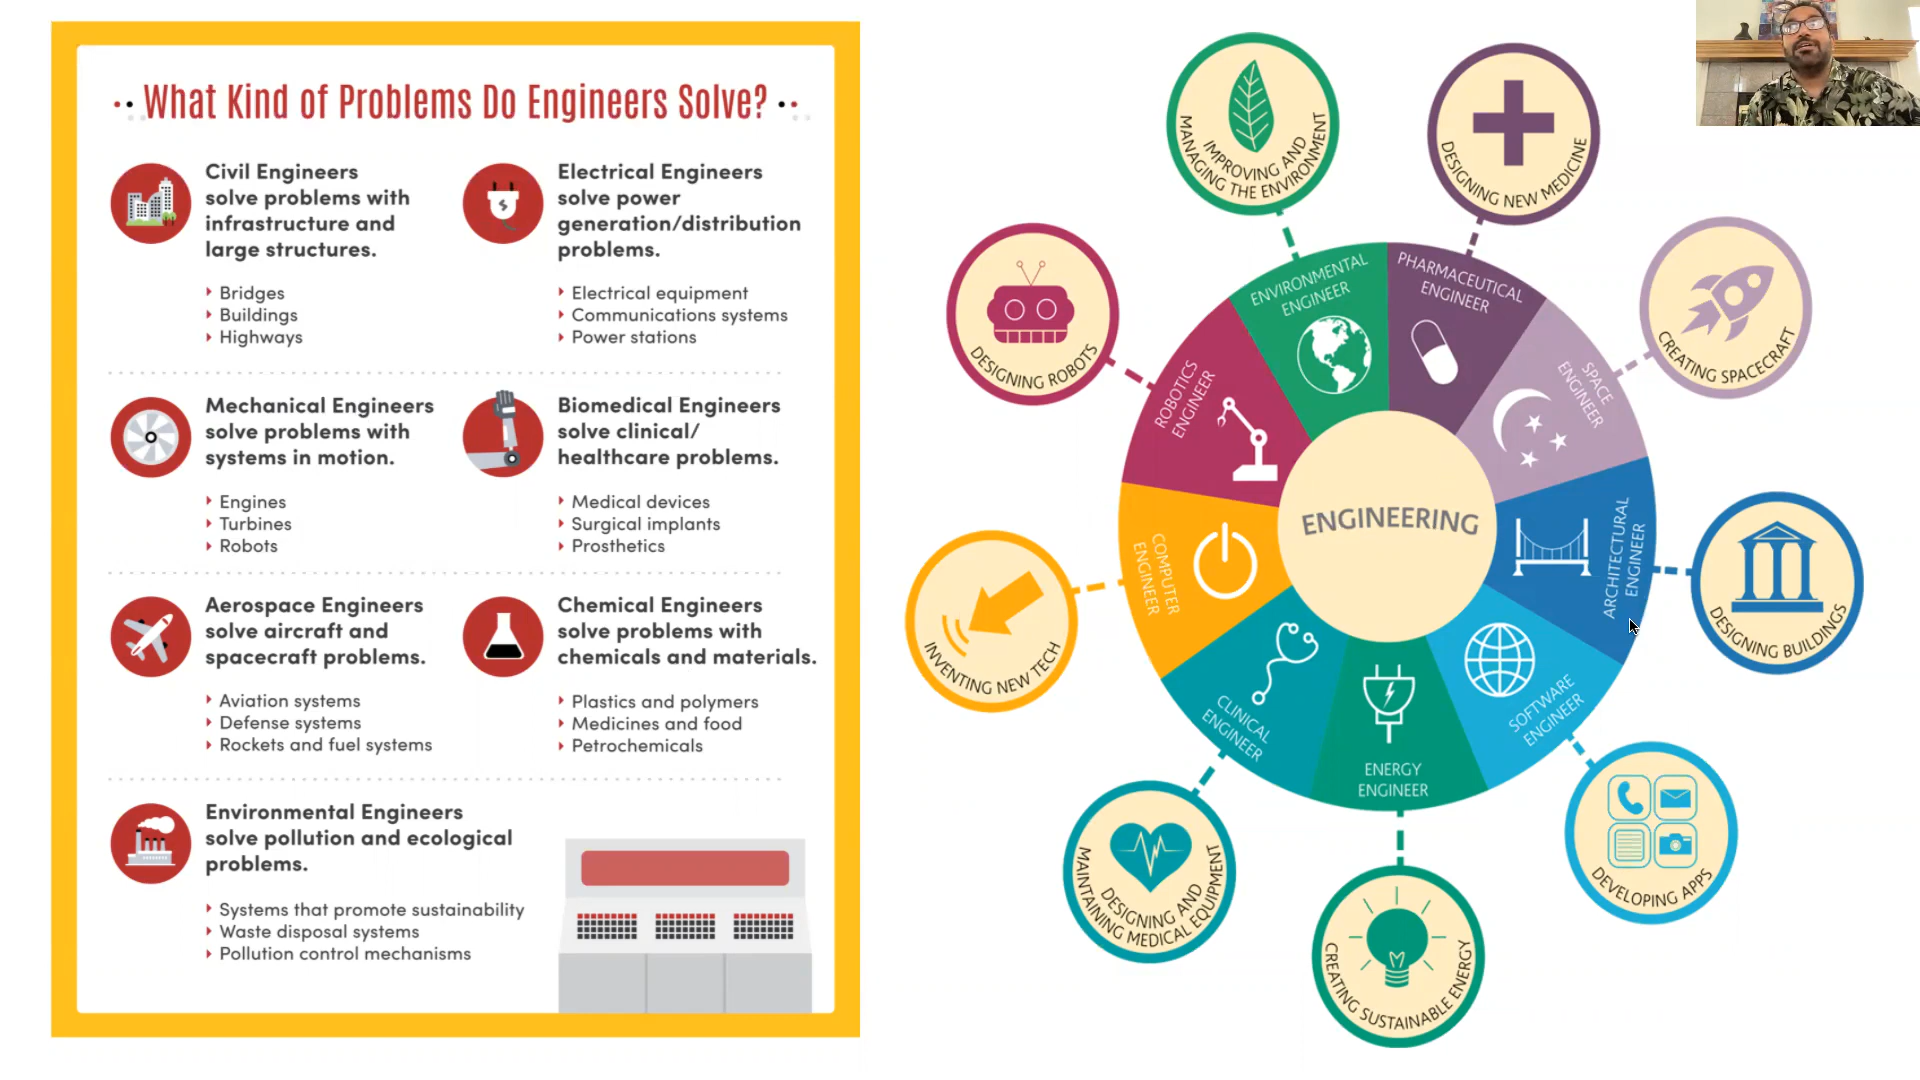 What Kind of Problems Do Engineers Solve?
Civil Engineers
solve problems with
infrastructure and
large structures.
Bridges
Buildings
Highways
Electrical Engineers
solve power
generation/distribution
problems.
Electrical equipment
Communications systems
Power stations
Mechanical Engineers
solve problems with
systems in motion.
Engines
Turbines
Robots
Biomedical Engineers
solve clinical/
healthcare problems.
Medical devices
Surgical implants
Prosthetics
Aerospace Engineers
solve aircraft and
spacecraft problems.
Aviation systems
Defense systems
Rockets and fuel systems
Chemical Engineers
solve problems with
chemicals and materials.
Plastics and polymers
Medicines and food
Petrochemicals
Environmental Engineers
solve pollution and ecological
problems.
Systems that promote sustainability
Waste disposal systems
Pollution control mechanisms
ENGINEERING
ENVIRONMENTAL
ENGINEER
IMPROVING AND
MANAGING THE ENVIRONMENT
PHARMACEUTICAL
ENGINEER
DESIGNING NEW MEDICINE
SPACE
ENGINEER
CREATING SPACECRAFT
ARCHITECTURAL
ENGINEER
DESIGNING BUILDINGS
SOFTWARE
ENGINEER
DEVELOPING APPS
ENERGY
ENGINEER
CREATING SUSTAINABLE ENERGY
CLINICAL
ENGINEER
DESIGNING AND
MAINTAINING MEDICAL EQUIPMENT
COMPUTER
ENGINEER
INVENTING NEW TECH
ROBOTICS
ENGINEER
DESIGNING ROBOTS